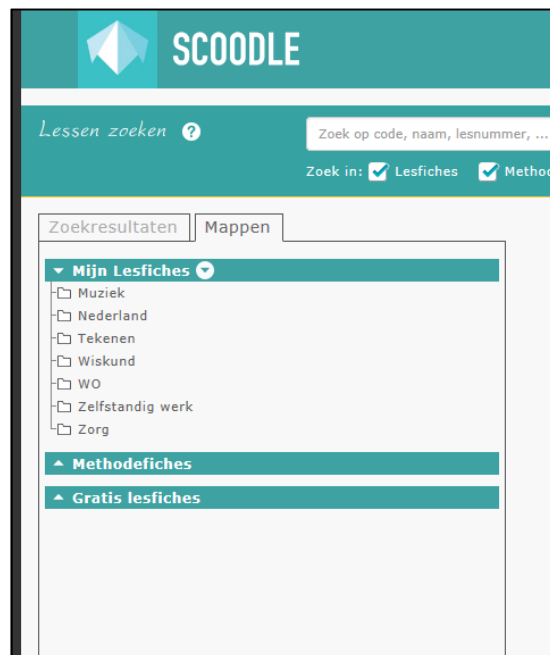 SCOODLE
Lessen zoeken ?
Zoek op code, naam, lesnummer, ...
Zoek in: Lesfiches Method
Zoekresultaten Mappen
Mijn Lesfiches
Muziek
Nederland
Tekenen
Wiskund
WO
Zelfstandig werk
Zorg
Methodefiches
Gratis lesfiches